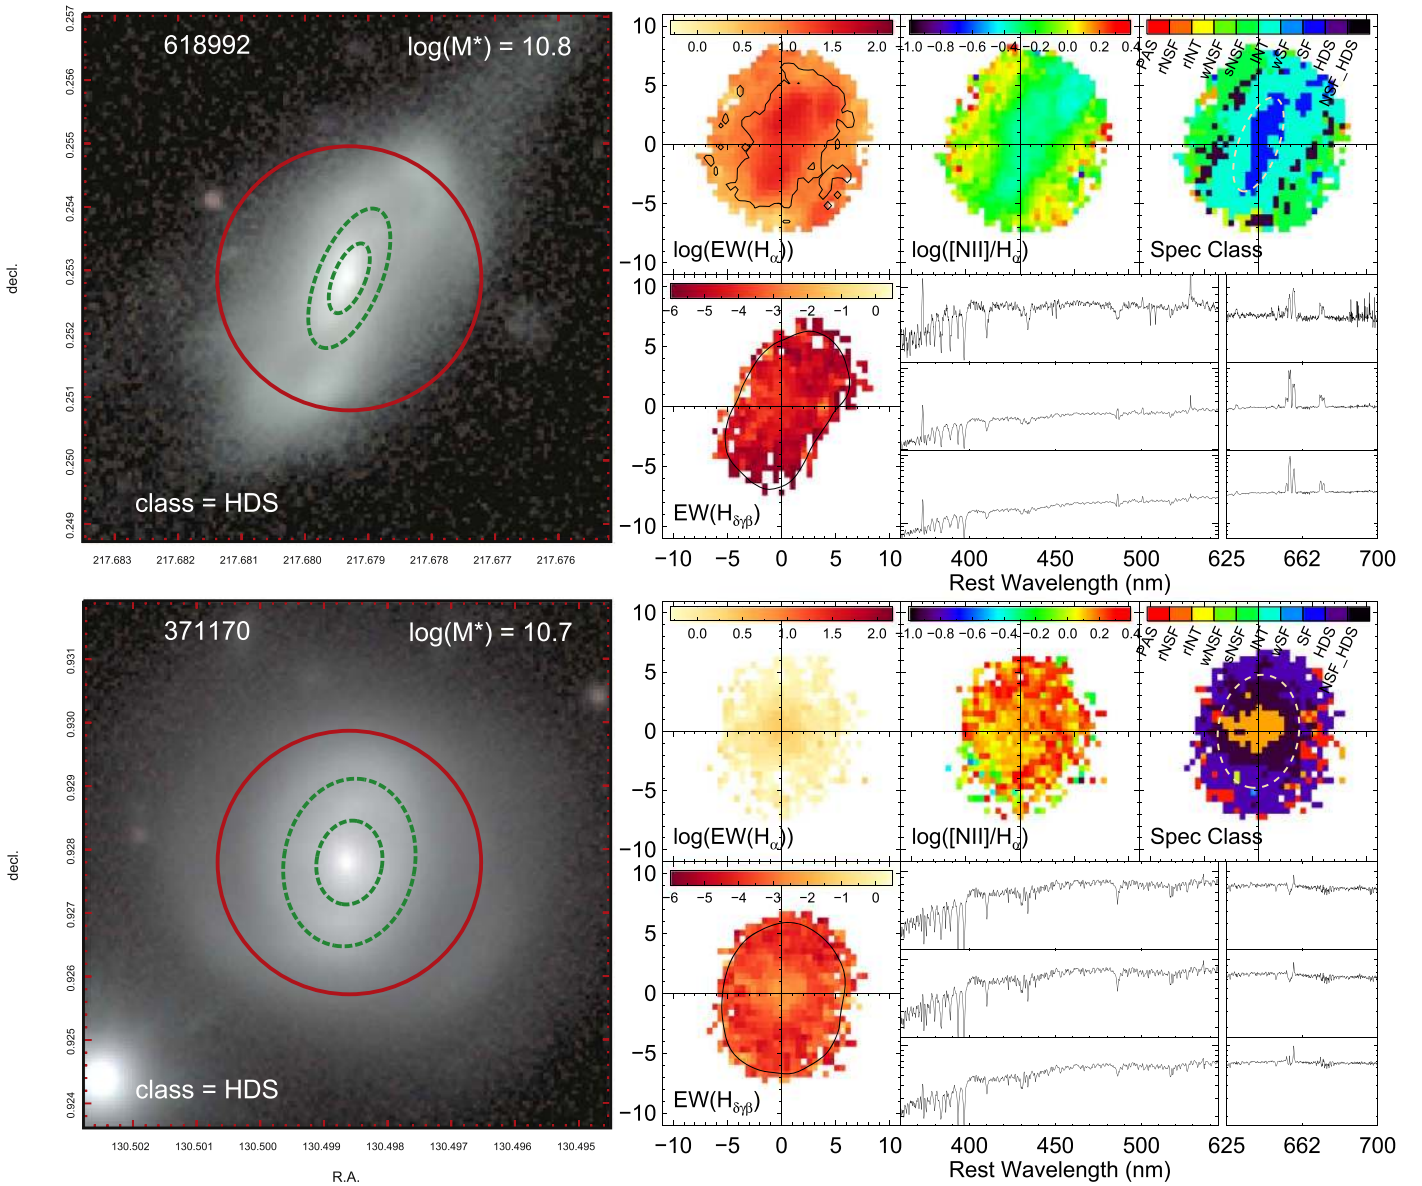 618992 log(M*) = 10.8
class = HDS
decl.
0.257
0.256
0.255
0.254
0.253
0.252
0.251
0.250
0.249
217.683 217.682 217.681 217.680 217.679 217.678 217.677 217.676
10
5
0
−5
−10
0.0 0.5 1.0 1.5 2.0
log(EW(Hα))
-1.0 −0.8 −0.6 −0.4 −0.2 0.0 0.2 0.4
log([NII]/Hα)
PAS rNSF rINT wNSF sNSF INT wSF SF HDS NSF_HDS
Spec Class
10
5
0
−5
−10
−6 −5 −4 −3 −2 −1 0
EW(Hδγβ)
−10 −5 0 5 10
400 450 500 625 662 700
Rest Wavelength (nm)
371170 log(M*) = 10.7
class = HDS
decl.
0.931
0.930
0.929
0.928
0.927
0.926
0.925
0.924
130.502 130.501 130.500 130.499 130.498 130.497 130.496 130.495
R.A.
10
5
0
−5
−10
0.0 0.5 1.0 1.5 2.0
log(EW(Hα))
-1.0 −0.8 −0.6 −0.4 −0.2 0.0 0.2 0.4
log([NII]/Hα)
PAS rNSF rINT wNSF sNSF INT wSF SF HDS NSF_HDS
Spec Class
10
5
0
−5
−10
−6 −5 −4 −3 −2 −1 0
EW(Hδγβ)
−10 −5 0 5 10
400 450 500 625 662 700
Rest Wavelength (nm)